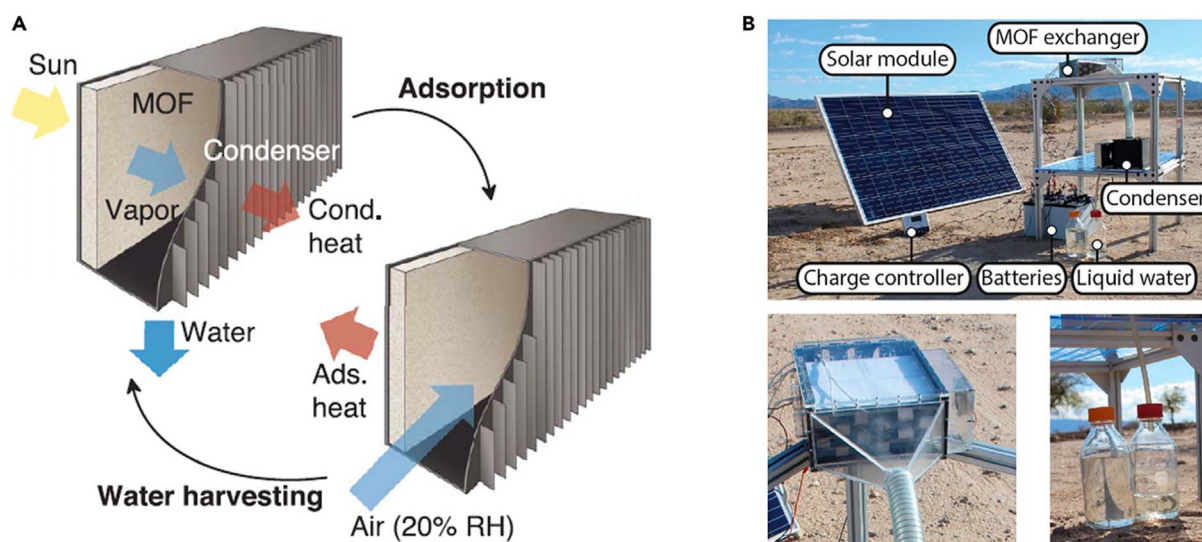 A
Sun
MOF
Adsorption
Condenser
Vapor
Cond.
heat
Water
Ads.
heat
Water harvesting
Air (20% RH)
B
MOF exchanger
Solar module
Condenser
Charge controller
Batteries
Liquid water